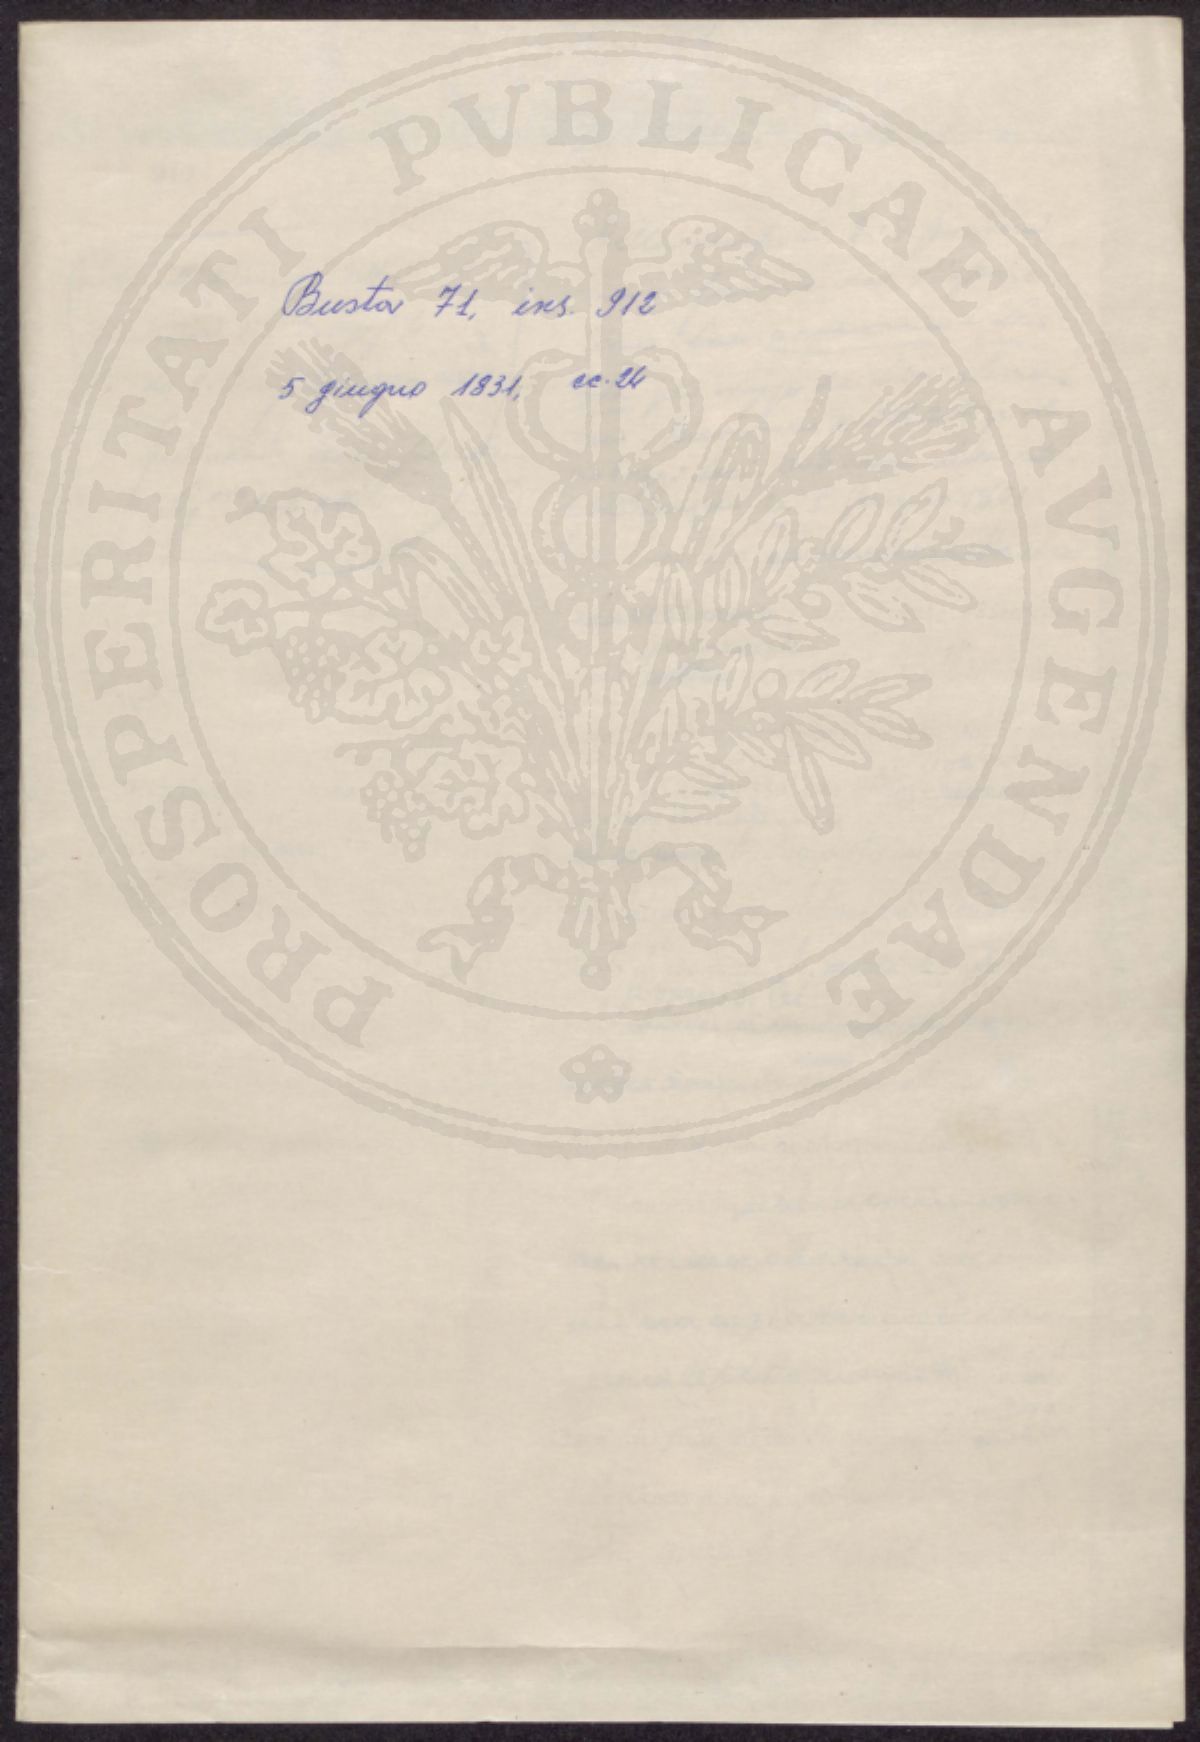 Busta 71, ins. 912
5 giugno 1831, cc. 24
PROSPERITATI PVBLICAE AVGENDAE